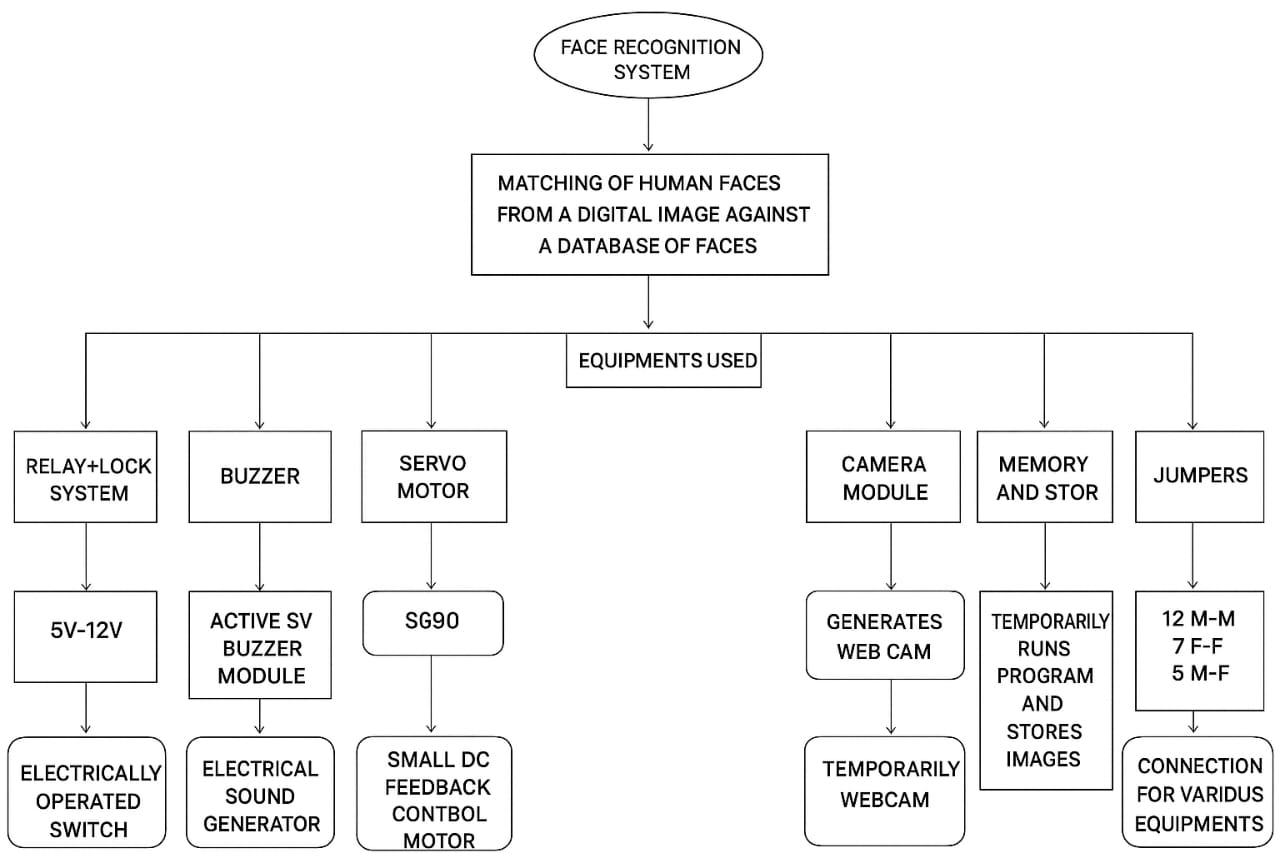 FACE RECOGNITION
SYSTEM
MATCHING OF HUMAN FACES
FROM A DIGITAL IMAGE AGAINST
A DATABASE OF FACES
EQUIPMENTS USED
RELAY+LOCK
SYSTEM
BUZZER
SERVO
MOTOR
CAMERA
MODULE
MEMORY
AND STOR
JUMPERS
5V-12V
ACTIVE SV
BUZZER
MODULE
SG90
GENERATES
WEB CAM
TEMPORARILY
RUNS
PROGRAM
AND
STORES
IMAGES
12 M-M
7 F-F
5 M-F
ELECTRICALLY
OPERATED
SWITCH
ELECTRICAL
SOUND
GENERATOR
SMALL DC
FEEDBACK
CONTBOL
MOTOR
TEMPORARILY
WEBCAM
CONNECTION
FOR VARIDUS
EQUIPMENTS